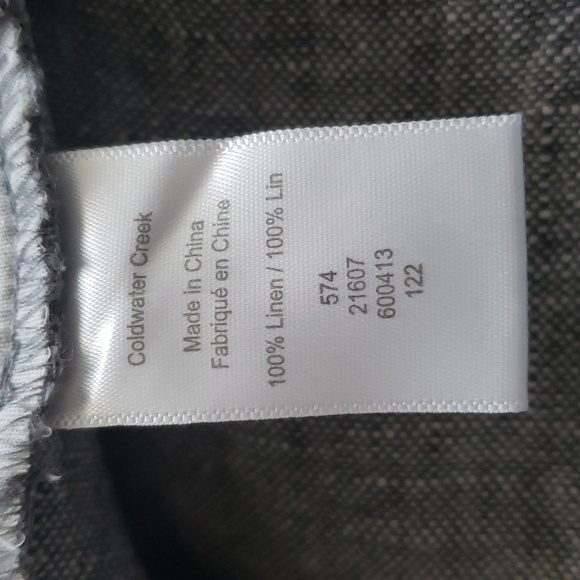 Coldwater Creek
Made in China
Fabriqué en Chine
100% Linen / 100% Lin
574
21607
600413
122